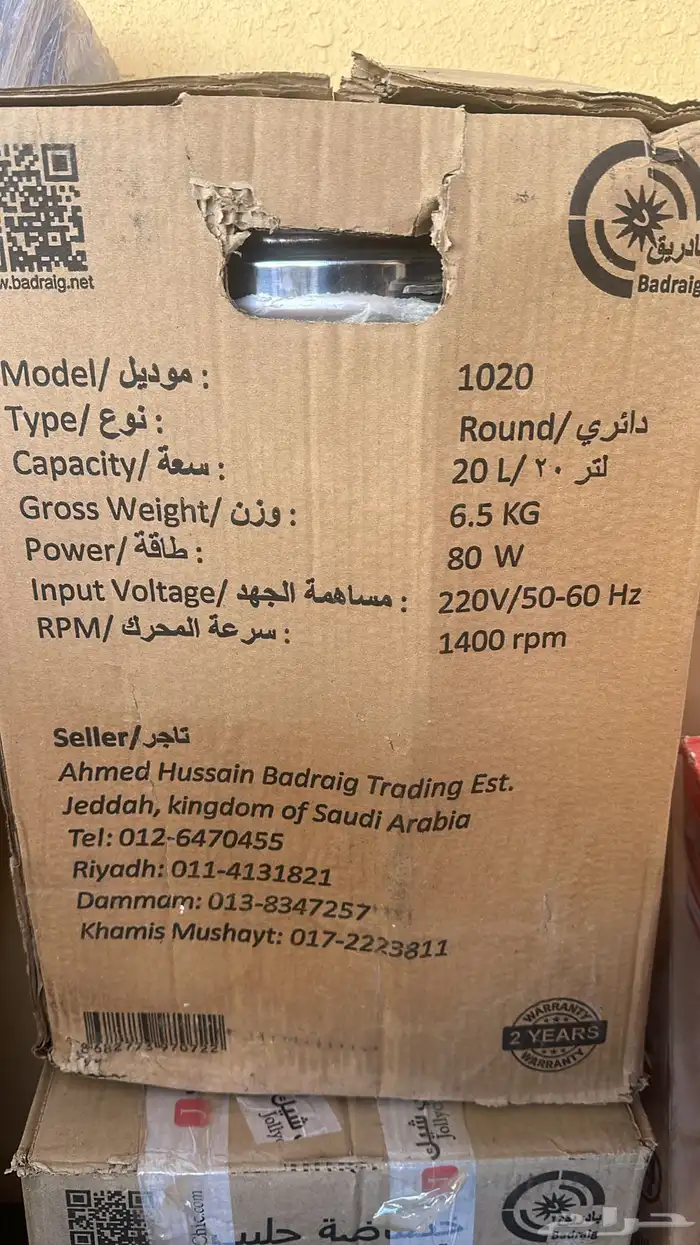 w.badraig.net
بادريق
Badraig
Model/ موديل : 1020
Type/ نوع : Round/ دائري
Capacity/ سعة : 20 L/ ٢٠ لتر
Gross Weight/ وزن : 6.5 KG
Power/ طاقة : 80 W
Input Voltage/ مساهمة الجهد : 220V/50-60 Hz
RPM/ سرعة المحرك : 1400 rpm
Seller/تاجر
Ahmed Hussain Badraig Trading Est.
Jeddah, kingdom of Saudi Arabia
Tel: 012-6470455
Riyadh: 011-4131821
Dammam: 013-8347257
Khamis Mushayt: 017-2223811
WARRANTY
2 YEARS
WARRANTY
شيك
شيك
Badraig
حراج